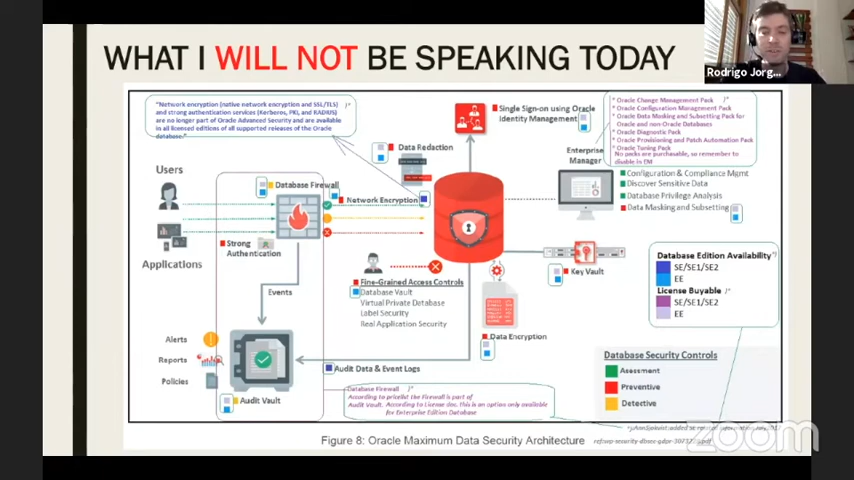 WHAT I WILL NOT BE SPEAKING TODAY
Rodrigo Jorg...
"Network encryption (native network encryption and SSL/TLS)
and strong authentication services (Kerberos, PKI, and RADIUS)
are no longer part of Oracle Advanced Security and are available
in all licensed editions of all supported releases of the Oracle
database."
Single Sign-on using Oracle
Identity Management
* Oracle Change Management Pack
* Oracle Configuration Management Pack
* Oracle Data Masking and Subsetting Pack for
Oracle and non-Oracle Databases
* Oracle Diagnostic Pack
* Oracle Provisioning and Patch Automation Pack
* Oracle Tuning Pack
No packs are purchasable, so remember to
disable in EM
Data Redaction
Enterprise
Manager
Users
Database Firewall
Network Encryption
Configuration & Compliance Mgmt
Discover Sensitive Data
Database Privilege Analysis
Data Masking and Subsetting
Strong
Authentication
Applications
Key Vault
Fine-Grained Access Controls
Database Vault
Virtual Private Database
Label Security
Real Application Security
Events
Data Encryption
Database Edition Availability
SE/SE1/SE2
EE
License Buyable
SE/SE1/SE2
EE
Alerts
Reports
Policies
Audit Data & Event Logs
Audit Vault
Database Firewall
According to pricelist the Firewall is part of
Audit Vault. According to License doc. this is an option only available
for Enterprise Edition Database
Database Security Controls
Assessment
Preventive
Detective
Figure 8: Oracle Maximum Data Security Architecture
zoom